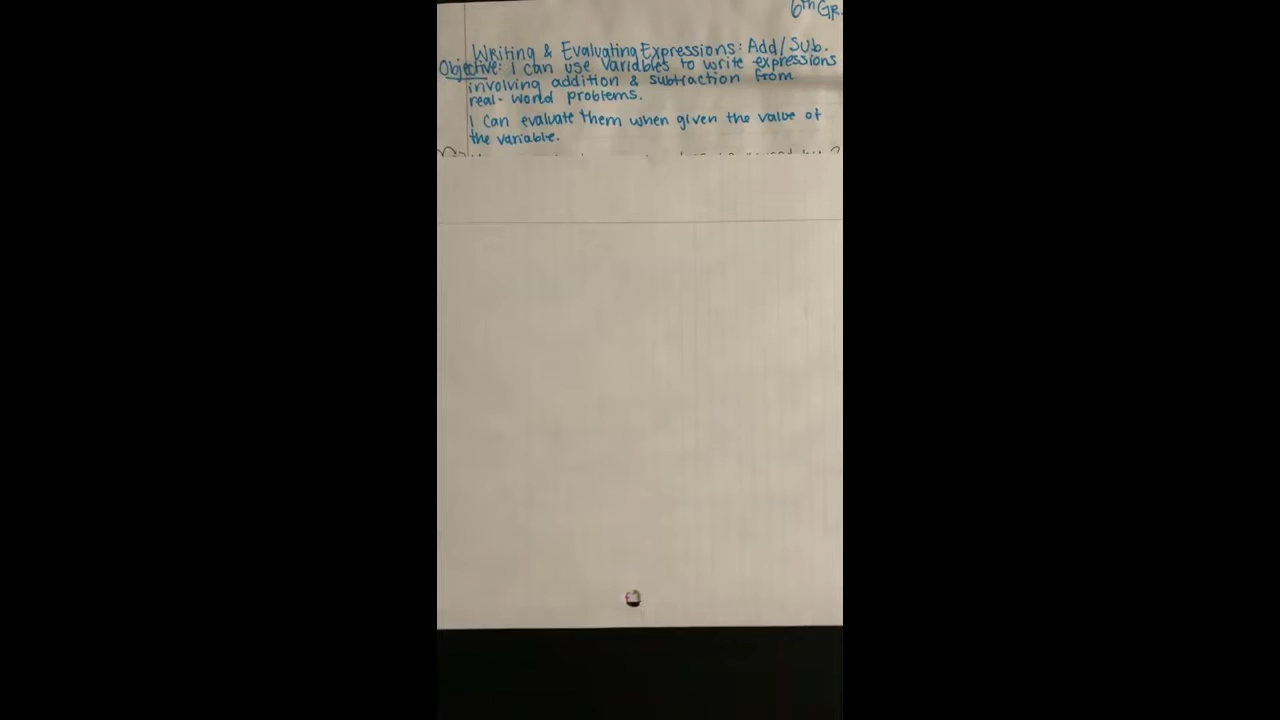 6th GR.
Writing & Evaluating Expressions: Add/Sub.
Objective: I can use variables to write expressions
involving addition & subtraction from
real-world problems.
I can evaluate them when given the value of
the variable.